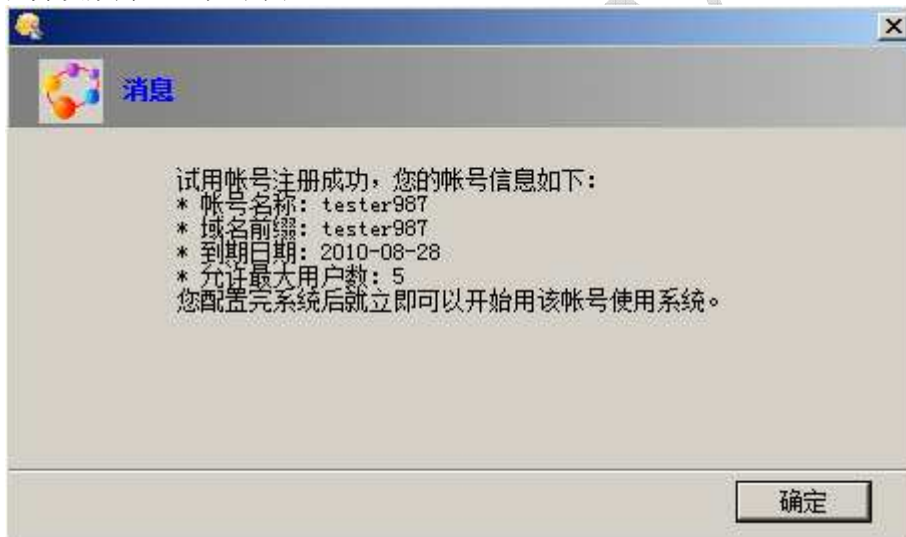 消息
试用帐号注册成功，您的帐号信息如下：
* 帐号名称: tester987
* 域名前缀: tester987
* 到期日期: 2010-08-28
* 允许最大用户数: 5
您配置完系统后就立即可以开始用该帐号使用系统。
确定